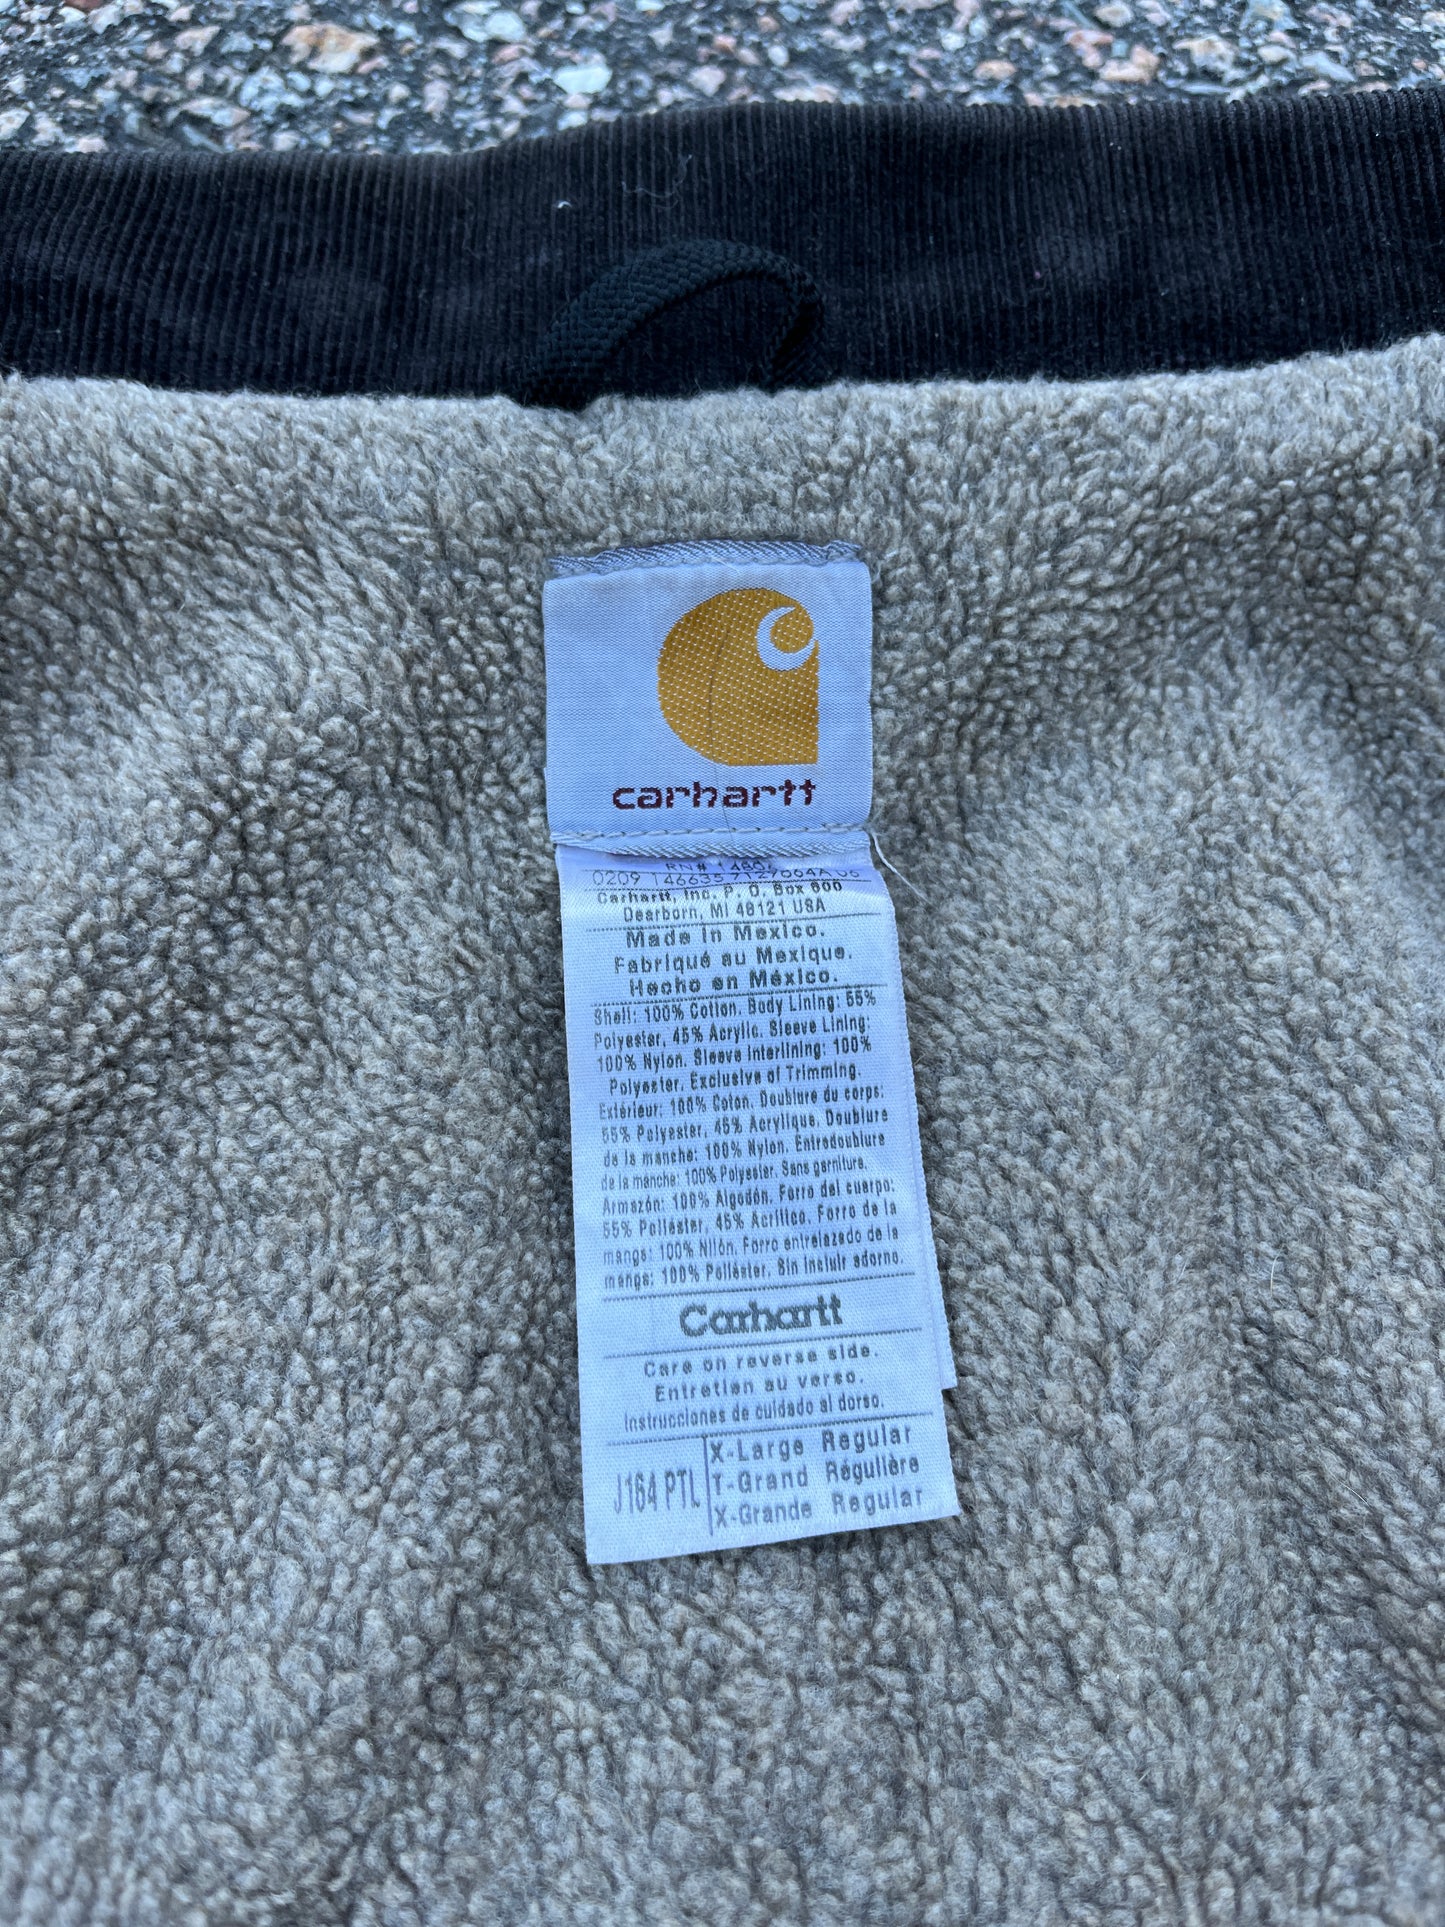 carhartt
RN# 14806
0209 146635 7129064A 06
Carhartt, Inc. P. O. Box 600
Dearborn, MI 48121 USA
Made in Mexico.
Fabriqué au Mexique.
Hecho en México.
Shell: 100% Cotton. Body Lining: 55%
Polyester, 45% Acrylic. Sleeve Lining:
100% Nylon. Sleeve Interlining: 100%
Polyester. Exclusive of Trimming.
Extérieur: 100% Coton. Doublure du corps:
55% Polyester, 45% Acrylique. Doublure
de la manche: 100% Nylon. Entredoublure
de la manche: 100% Polyester. Sans garniture.
Armazón: 100% Algodón. Forro del cuerpo:
55% Poliéster, 45% Acrílico. Forro de la
manga: 100% Nilón. Forro entrelazado de la
manga: 100% Poliéster. Sin incluir adorno.
Carhartt
Care on reverse side.
Entretien au verso.
Instrucciones de cuidado al dorso.
J164 PTL
X-Large Regular
T-Grand Régulière
X-Grande Regular